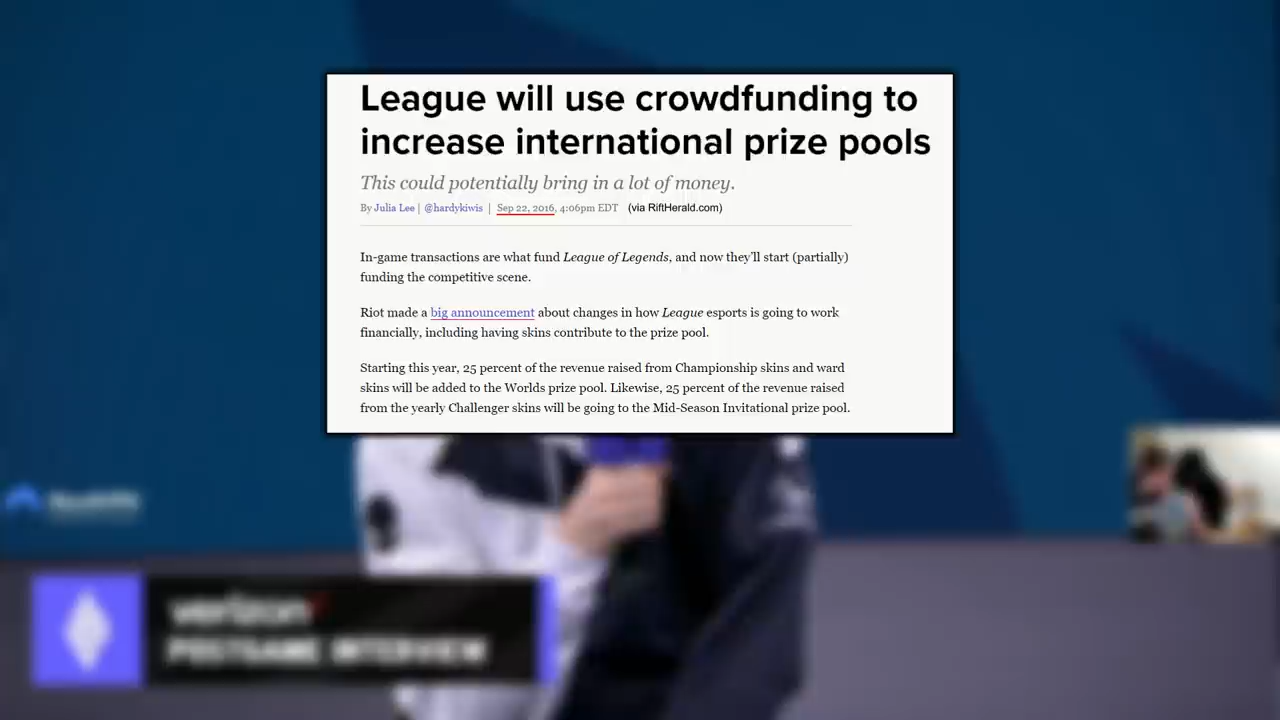 League will use crowdfunding to
increase international prize pools
This could potentially bring in a lot of money.
By Julia Lee | @hardykiwis | Sep 22, 2016, 4:06pm EDT (via RiftHerald.com)
In-game transactions are what fund League of Legends, and now they'll start (partially)
funding the competitive scene.
Riot made a big announcement about changes in how League esports is going to work
financially, including having skins contribute to the prize pool.
Starting this year, 25 percent of the revenue raised from Championship skins and ward
skins will be added to the Worlds prize pool. Likewise, 25 percent of the revenue raised
from the yearly Challenger skins will be going to the Mid-Season Invitational prize pool.
verizon
POSTGAME INTERVIEW